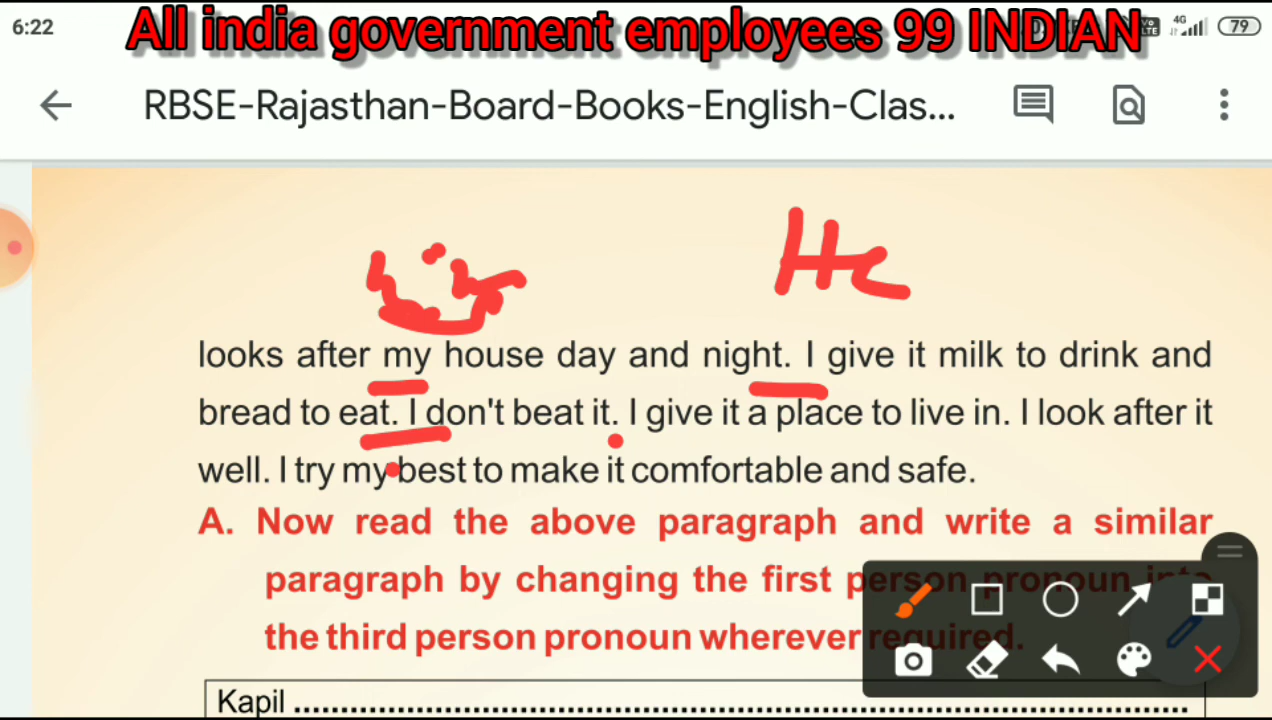 6:22
All india government employees 99 INDIAN
4G
79
RBSE-Rajasthan-Board-Books-English-Clas...
He
looks after my house day and night. I give it milk to drink and
bread to eat. I don't beat it. I give it a place to live in. I look after it
well. I try my best to make it comfortable and safe.
A. Now read the above paragraph and write a similar
paragraph by changing the first person pronoun into
the third person pronoun wherever required.
Kapil ....................................................................................................